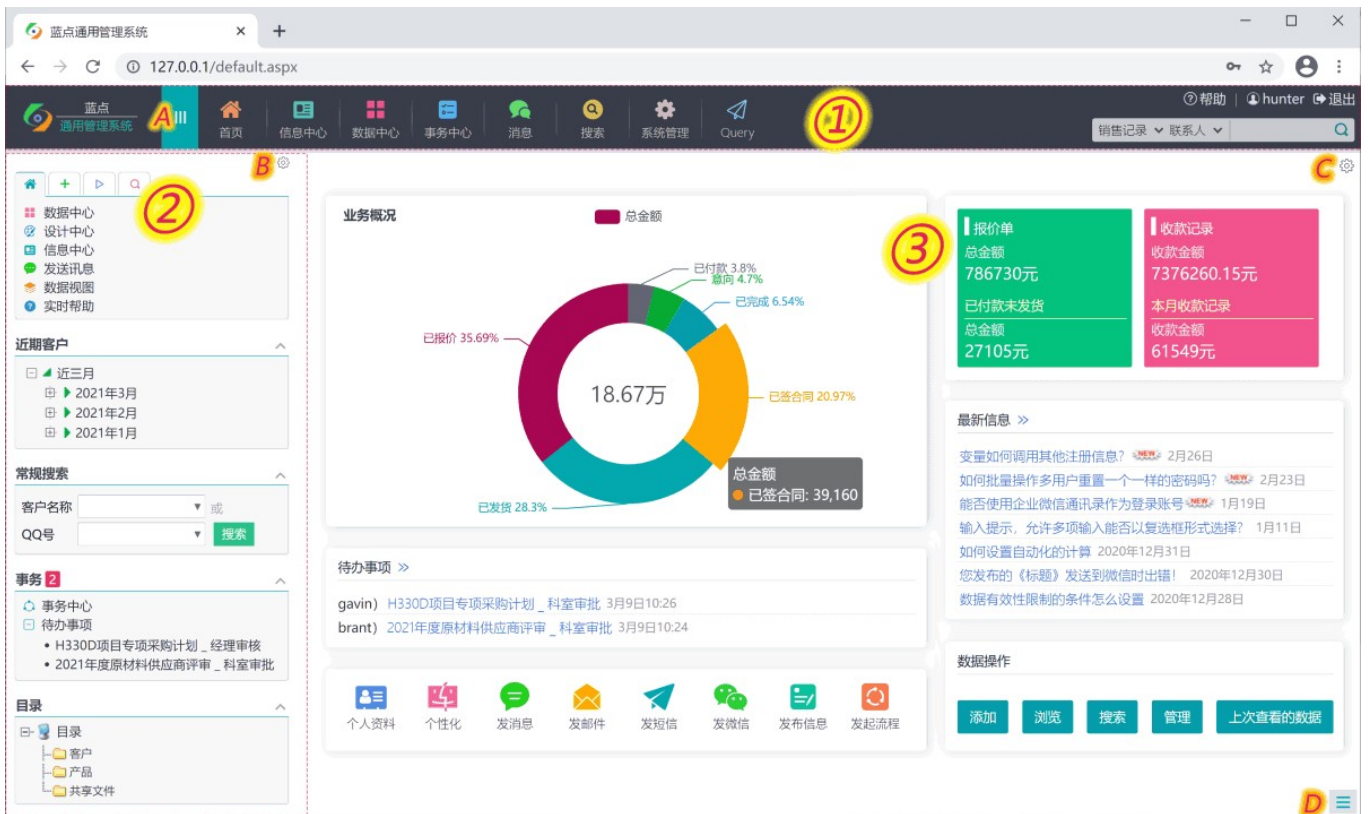 蓝点通用管理系统
127.0.0.1/default.aspx
蓝点
通用管理系统
A
首页
信息中心
数据中心
事务中心
消息
搜索
系统管理
Query
①
帮助 | hunter 退出
销售记录 联系人
B
C
②
数据中心
设计中心
信息中心
发送讯息
数据视图
实时帮助
近期客户
近三月
2021年3月
2021年2月
2021年1月
常规搜索
客户名称 或
QQ号 搜索
事务 2
事务中心
待办事项
• H330D项目专项采购计划 _ 经理审核
• 2021年度原材料供应商评审 _ 科室审批
目录
目录
客户
产品
共享文件
业务概况
总金额
已付款 3.8%
意向 4.7%
已完成 6.54%
已报价 35.69%
18.67万
已签合同 20.97%
总金额
已签合同: 39,160
已发货 28.3%
待办事项 »
gavin) H330D项目专项采购计划 _ 科室审批 3月9日10:26
brant) 2021年度原材料供应商评审 _ 科室审批 3月9日10:24
个人资料
个性化
发消息
发邮件
发短信
发微信
发布信息
发起流程
③
报价单
总金额
786730元
已付款未发货
总金额
27105元
收款记录
收款金额
7376260.15元
本月收款记录
收款金额
61549元
最新信息 »
变量如何调用其他注册信息? NEW 2月26日
如何批量操作多用户重置一个一样的密码吗? NEW 2月23日
能否使用企业微信通讯录作为登录账号 NEW 1月19日
输入提示，允许多项输入能否以复选框形式选择? 1月11日
如何设置自动化的计算 2020年12月31日
您发布的《标题》发送到微信时出错! 2020年12月30日
数据有效性限制的条件怎么设置 2020年12月28日
数据操作
添加
浏览
搜索
管理
上次查看的数据
D